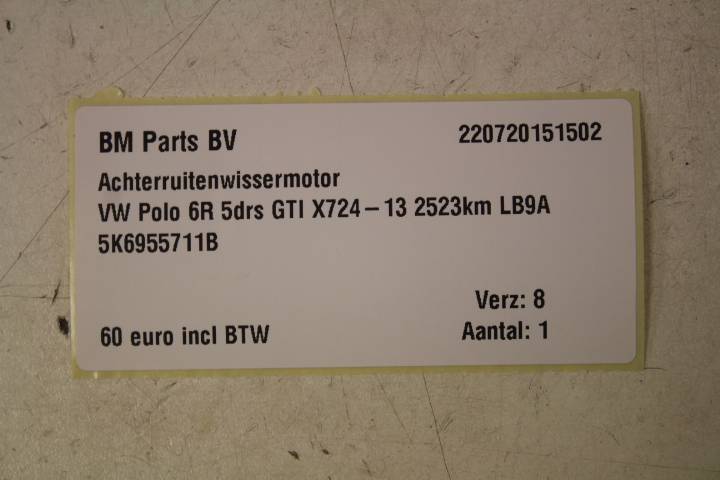 BM Parts BV 220720151502
Achterruitenwissermotor
VW Polo 6R 5drs GTI X724-13 2523km LB9A
5K6955711B
Verz: 8
60 euro incl BTW Aantal: 1